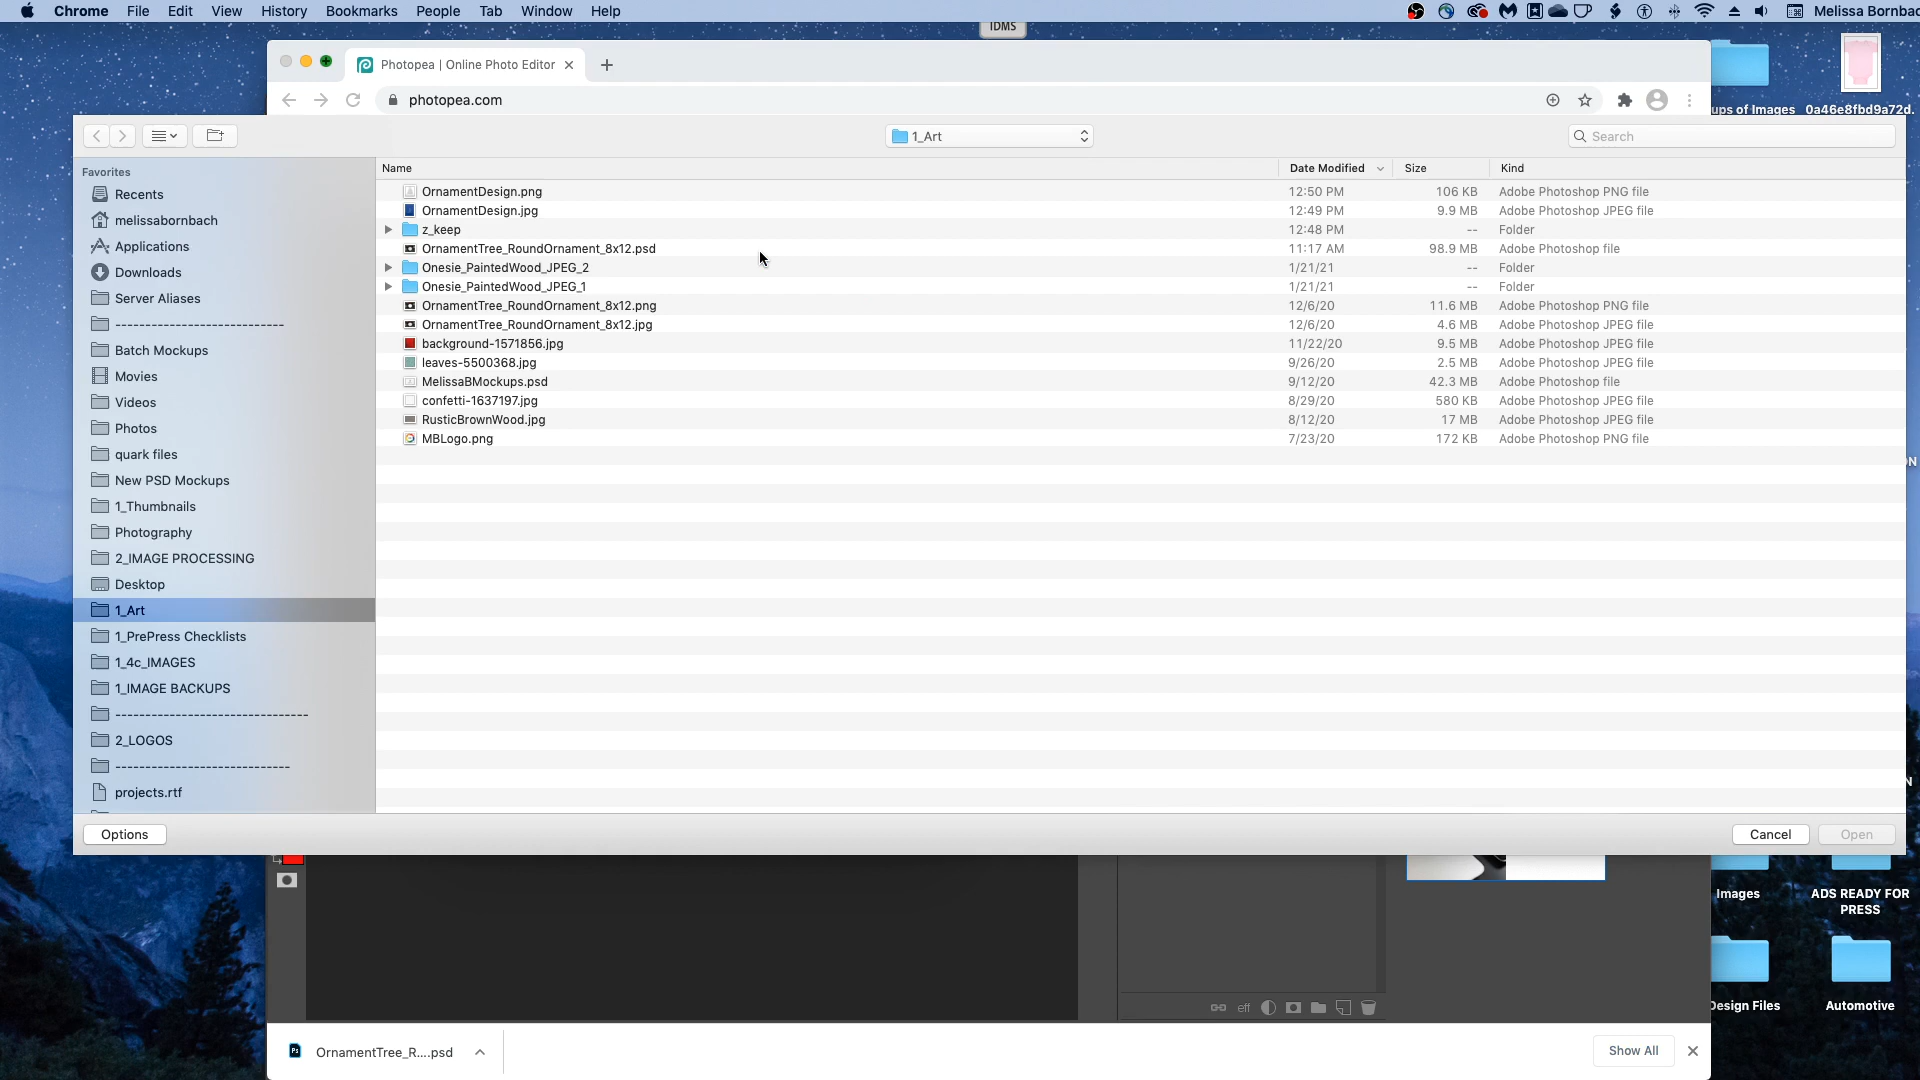 Chrome File Edit View History Bookmarks People Tab Window Help
IDMS
Photopea | Online Photo Editor
photopea.com
ups of Images 0a46e8fbd9a72d.
1_Art
Search
Favorites
Recents
melissabornbach
Applications
Downloads
Server Aliases
----------------------------
Batch Mockups
Movies
Videos
Photos
quark files
New PSD Mockups
1_Thumbnails
Photography
2_IMAGE PROCESSING
Desktop
1_Art
1_PrePress Checklists
1_4c_IMAGES
1_IMAGE BACKUPS
--------------------------------
2_LOGOS
-----------------------------
projects.rtf
Name Date Modified Size Kind
OrnamentDesign.png 12:50 PM 106 KB Adobe Photoshop PNG file
OrnamentDesign.jpg 12:49 PM 9.9 MB Adobe Photoshop JPEG file
z_keep 12:48 PM -- Folder
OrnamentTree_RoundOrnament_8x12.psd 11:17 AM 98.9 MB Adobe Photoshop file
Onesie_PaintedWood_JPEG_2 1/21/21 -- Folder
Onesie_PaintedWood_JPEG_1 1/21/21 -- Folder
OrnamentTree_RoundOrnament_8x12.png 12/6/20 11.6 MB Adobe Photoshop PNG file
OrnamentTree_RoundOrnament_8x12.jpg 12/6/20 4.6 MB Adobe Photoshop JPEG file
background-1571856.jpg 11/22/20 9.5 MB Adobe Photoshop JPEG file
leaves-5500368.jpg 9/26/20 2.5 MB Adobe Photoshop JPEG file
MelissaBMockups.psd 9/12/20 42.3 MB Adobe Photoshop file
confetti-1637197.jpg 8/29/20 580 KB Adobe Photoshop JPEG file
RusticBrownWood.jpg 8/12/20 17 MB Adobe Photoshop JPEG file
MBLogo.png 7/23/20 172 KB Adobe Photoshop PNG file
Options Cancel Open
eff
Images
ADS READY FOR
PRESS
Design Files
Automotive
OrnamentTree_R....psd
Show All